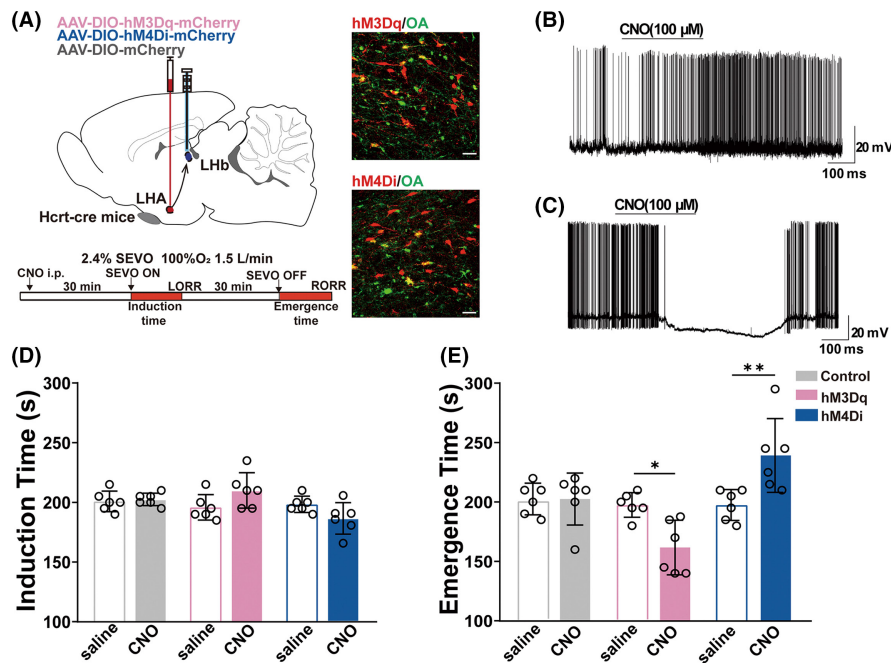 (A)
AAV-DIO-hM3Dq-mCherry
AAV-DIO-hM4Di-mCherry
AAV-DIO-mCherry
LHb
LHA
Hcrt-cre mice
2.4% SEVO 100%O₂ 1.5 L/min
CNO i.p.
SEVO ON
SEVO OFF
30 min
LORR
30 min
RORR
Induction
time
Emergence
time
hM3Dq/OA
hM4Di/OA
(B)
CNO(100 μM)
20 mV
100 ms
(C)
CNO(100 μM)
20 mV
100 ms
(D)
Induction Time (s)
300
250
200
150
100
saline
CNO
saline
CNO
saline
CNO
(E)
Emergence Time (s)
300
250
200
150
100
*
**
Control
hM3Dq
hM4Di
saline
CNO
saline
CNO
saline
CNO